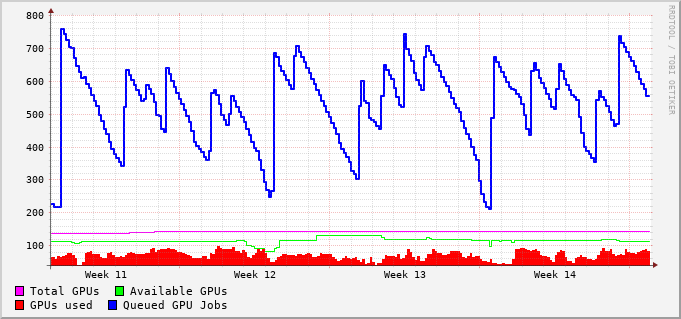 800
700
600
500
400
300
200
100
Week 11 Week 12 Week 13 Week 14
Total GPUs Available GPUs
GPUs used Queued GPU Jobs
RRDTOOL / TOBI OETIKER